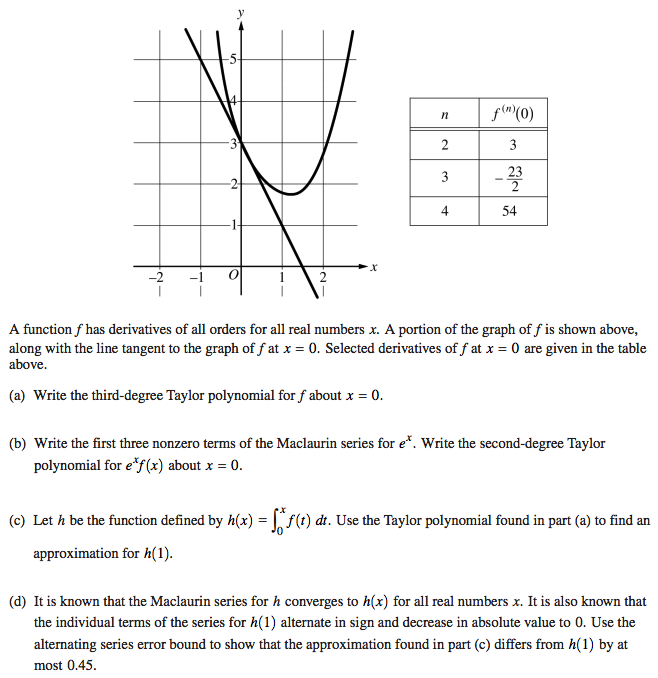 y
5
4
3
2
1
-2 -1 O 1 2 x
n f⁽ⁿ⁾(0)
2 3
3 -23/2
4 54
A function f has derivatives of all orders for all real numbers x. A portion of the graph of f is shown above,
along with the line tangent to the graph of f at x = 0. Selected derivatives of f at x = 0 are given in the table
above.
(a) Write the third-degree Taylor polynomial for f about x = 0.
(b) Write the first three nonzero terms of the Maclaurin series for eˣ. Write the second-degree Taylor
polynomial for eˣf(x) about x = 0.
(c) Let h be the function defined by h(x) = ∫₀ˣ f(t) dt. Use the Taylor polynomial found in part (a) to find an
approximation for h(1).
(d) It is known that the Maclaurin series for h converges to h(x) for all real numbers x. It is also known that
the individual terms of the series for h(1) alternate in sign and decrease in absolute value to 0. Use the
alternating series error bound to show that the approximation found in part (c) differs from h(1) by at
most 0.45.